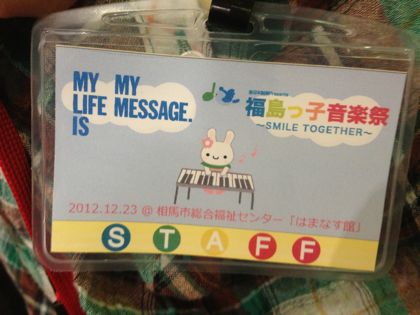 MY MY
LIFE MESSAGE.
IS
福島っ子音楽祭
～SMILE TOGETHER～
2012.12.23 @ 相馬市総合福祉センター「はまなす館」
STAFF